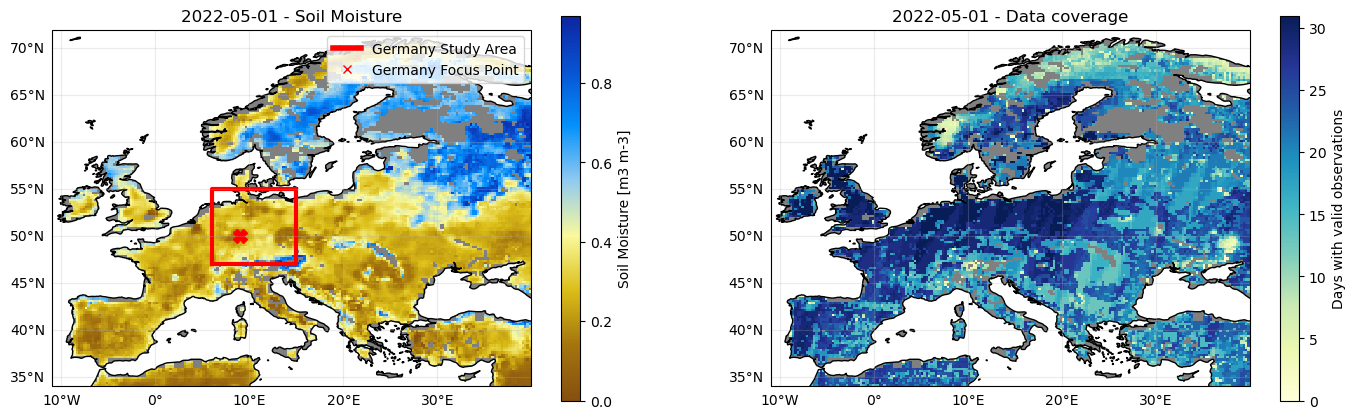 2022-05-01 - Soil Moisture
70°N
65°N
60°N
55°N
50°N
45°N
40°N
35°N
10°W
0°
10°E
20°E
30°E
Germany Study Area
Germany Focus Point
0.8
0.6
0.4
0.2
0.0
Soil Moisture [m3 m-3]
2022-05-01 - Data coverage
70°N
65°N
60°N
55°N
50°N
45°N
40°N
35°N
10°W
0°
10°E
20°E
30°E
30
25
20
15
10
5
0
Days with valid observations